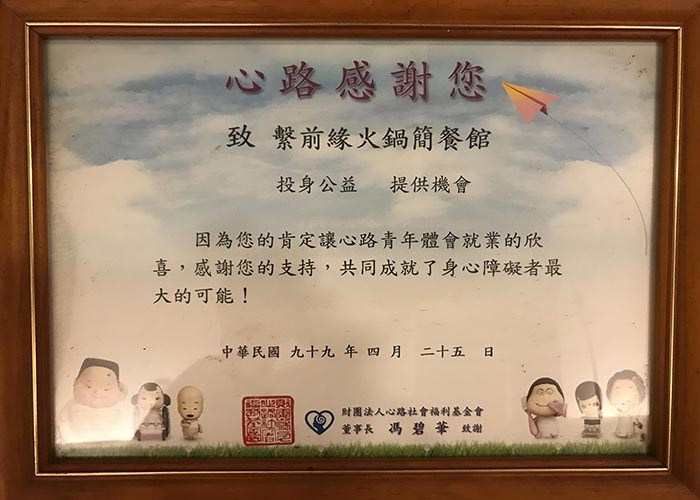 心路感謝您
致 繫前緣火鍋簡餐館
投身公益 提供機會
因為您的肯定讓心路青年體會就業的欣
喜，感謝您的支持，共同成就了身心障礙者最
大的可能！
中華民國 九十九 年 四 月 二十五 日
財團法人心路社會福利基金會
董事長 馮碧華 致謝